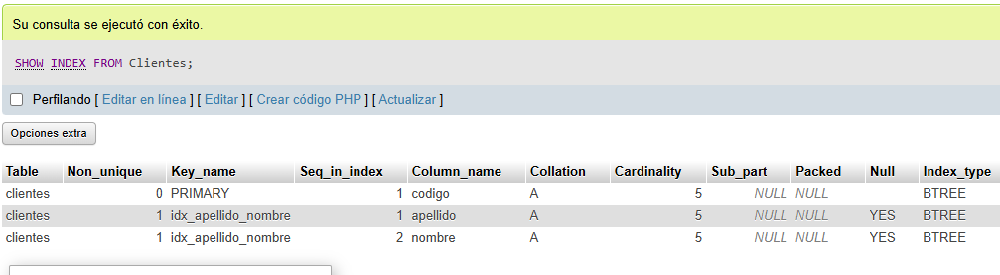 Su consulta se ejecutó con éxito.
SHOW INDEX FROM Clientes;
Perfilando [ Editar en línea ] [ Editar ] [ Crear código PHP ] [ Actualizar ]
Opciones extra
Table Non_unique Key_name Seq_in_index Column_name Collation Cardinality Sub_part Packed Null Index_type
clientes 0 PRIMARY 1 codigo A 5 NULL NULL BTREE
clientes 1 idx_apellido_nombre 1 apellido A 5 NULL NULL YES BTREE
clientes 1 idx_apellido_nombre 2 nombre A 5 NULL NULL YES BTREE